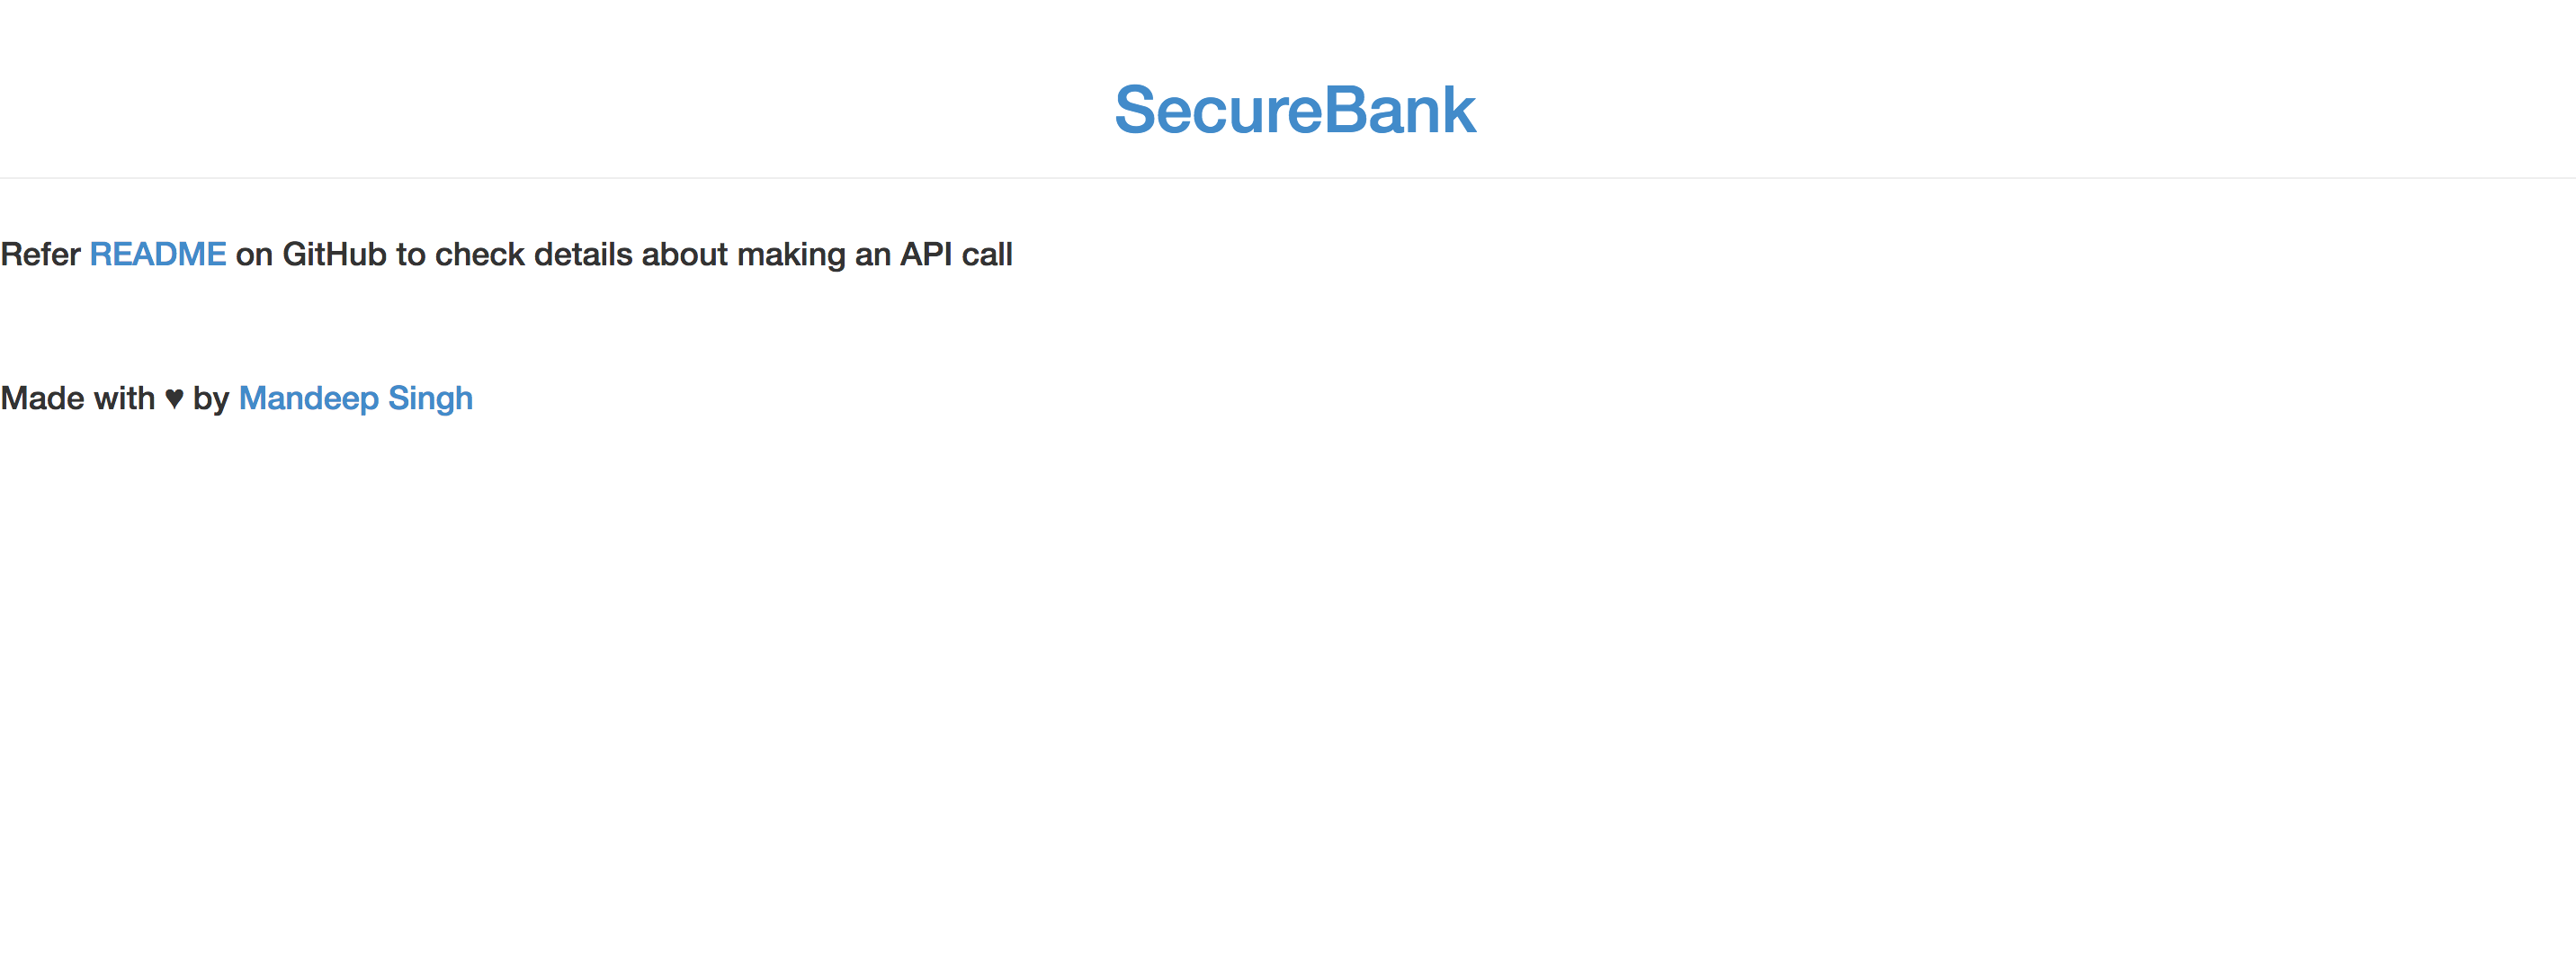 SecureBank
Refer README on GitHub to check details about making an API call
Made with ♥ by Mandeep Singh